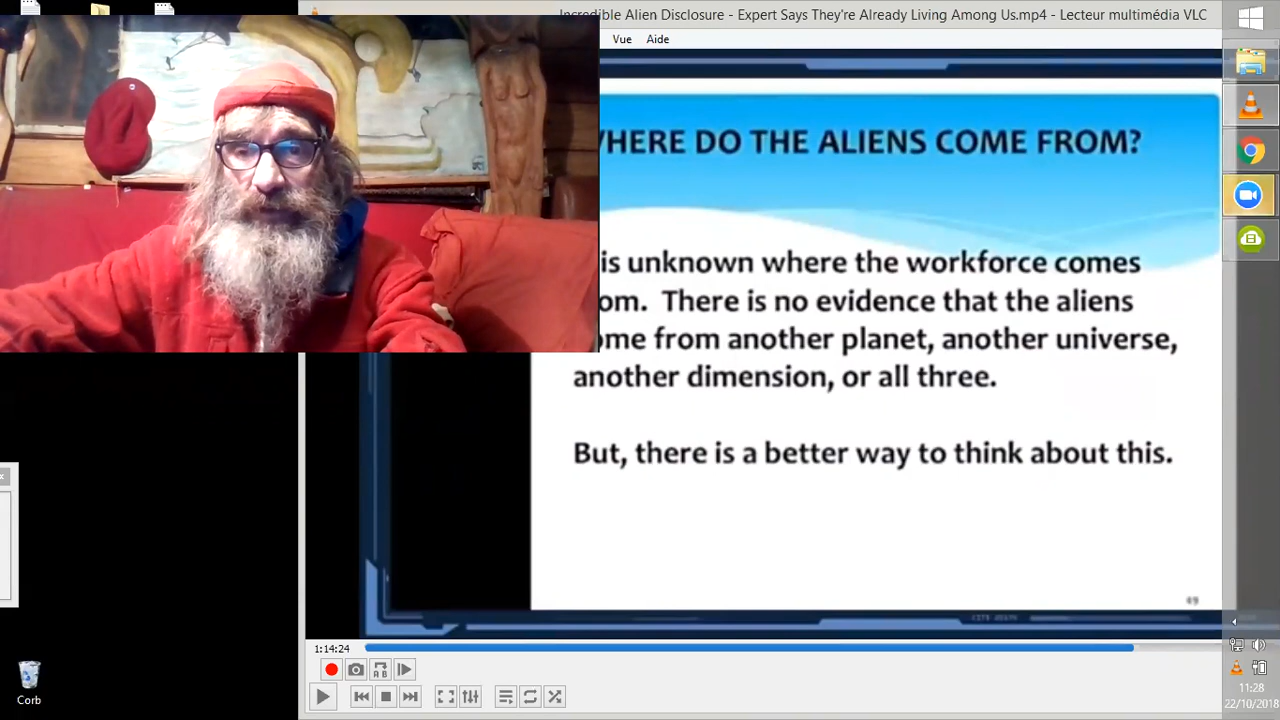 Incredible Alien Disclosure - Expert Says They're Already Living Among Us.mp4 - Lecteur multimédia VLC
Vue Aide
HERE DO THE ALIENS COME FROM?
is unknown where the workforce comes
om. There is no evidence that the aliens
ome from another planet, another universe,
another dimension, or all three.
But, there is a better way to think about this.
49
1:14:24
AB
Corb
11:28
22/10/2018